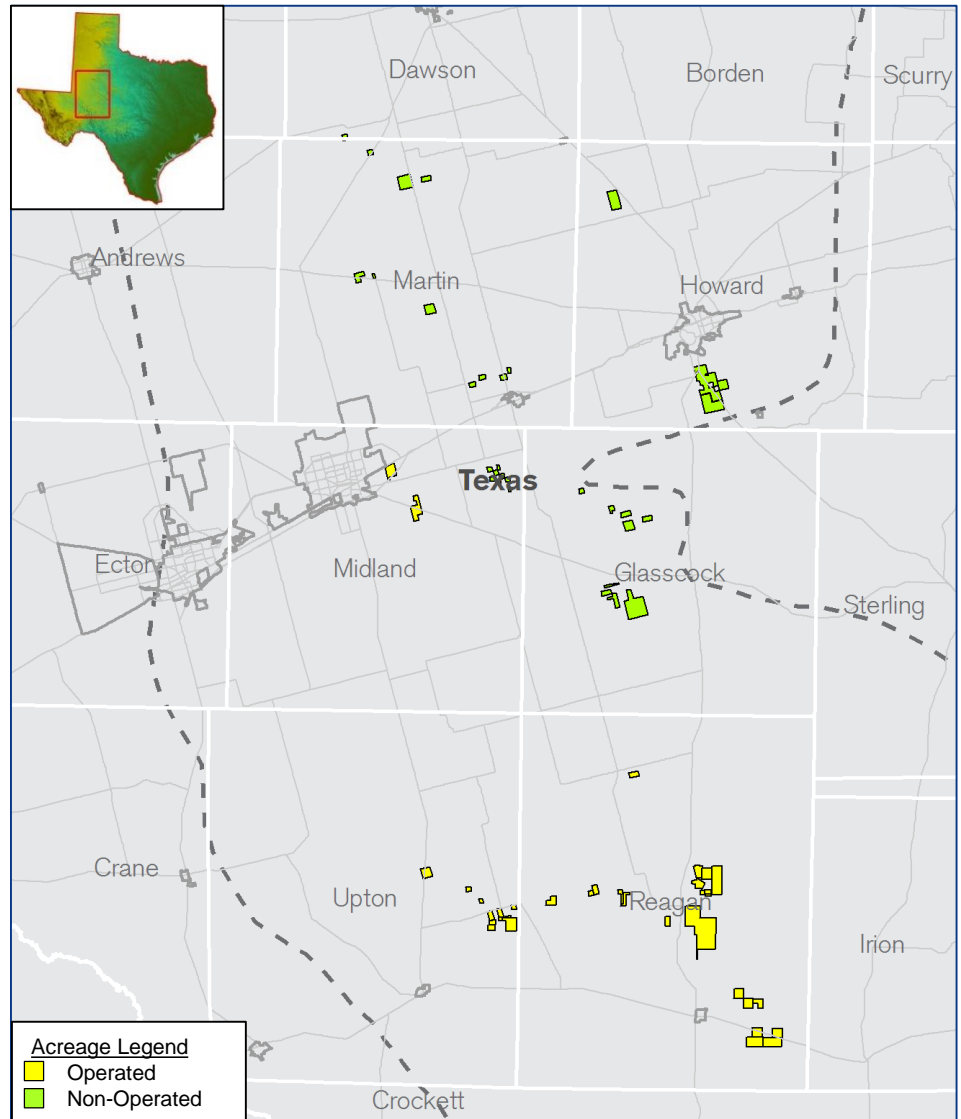 Dawson
Borden
Scurry
Andrews
Martin
Howard
Texas
Ector
Midland
Glasscock
Sterling
Crane
Upton
Reagan
Irion
Acreage Legend
Operated
Non-Operated
Crockett